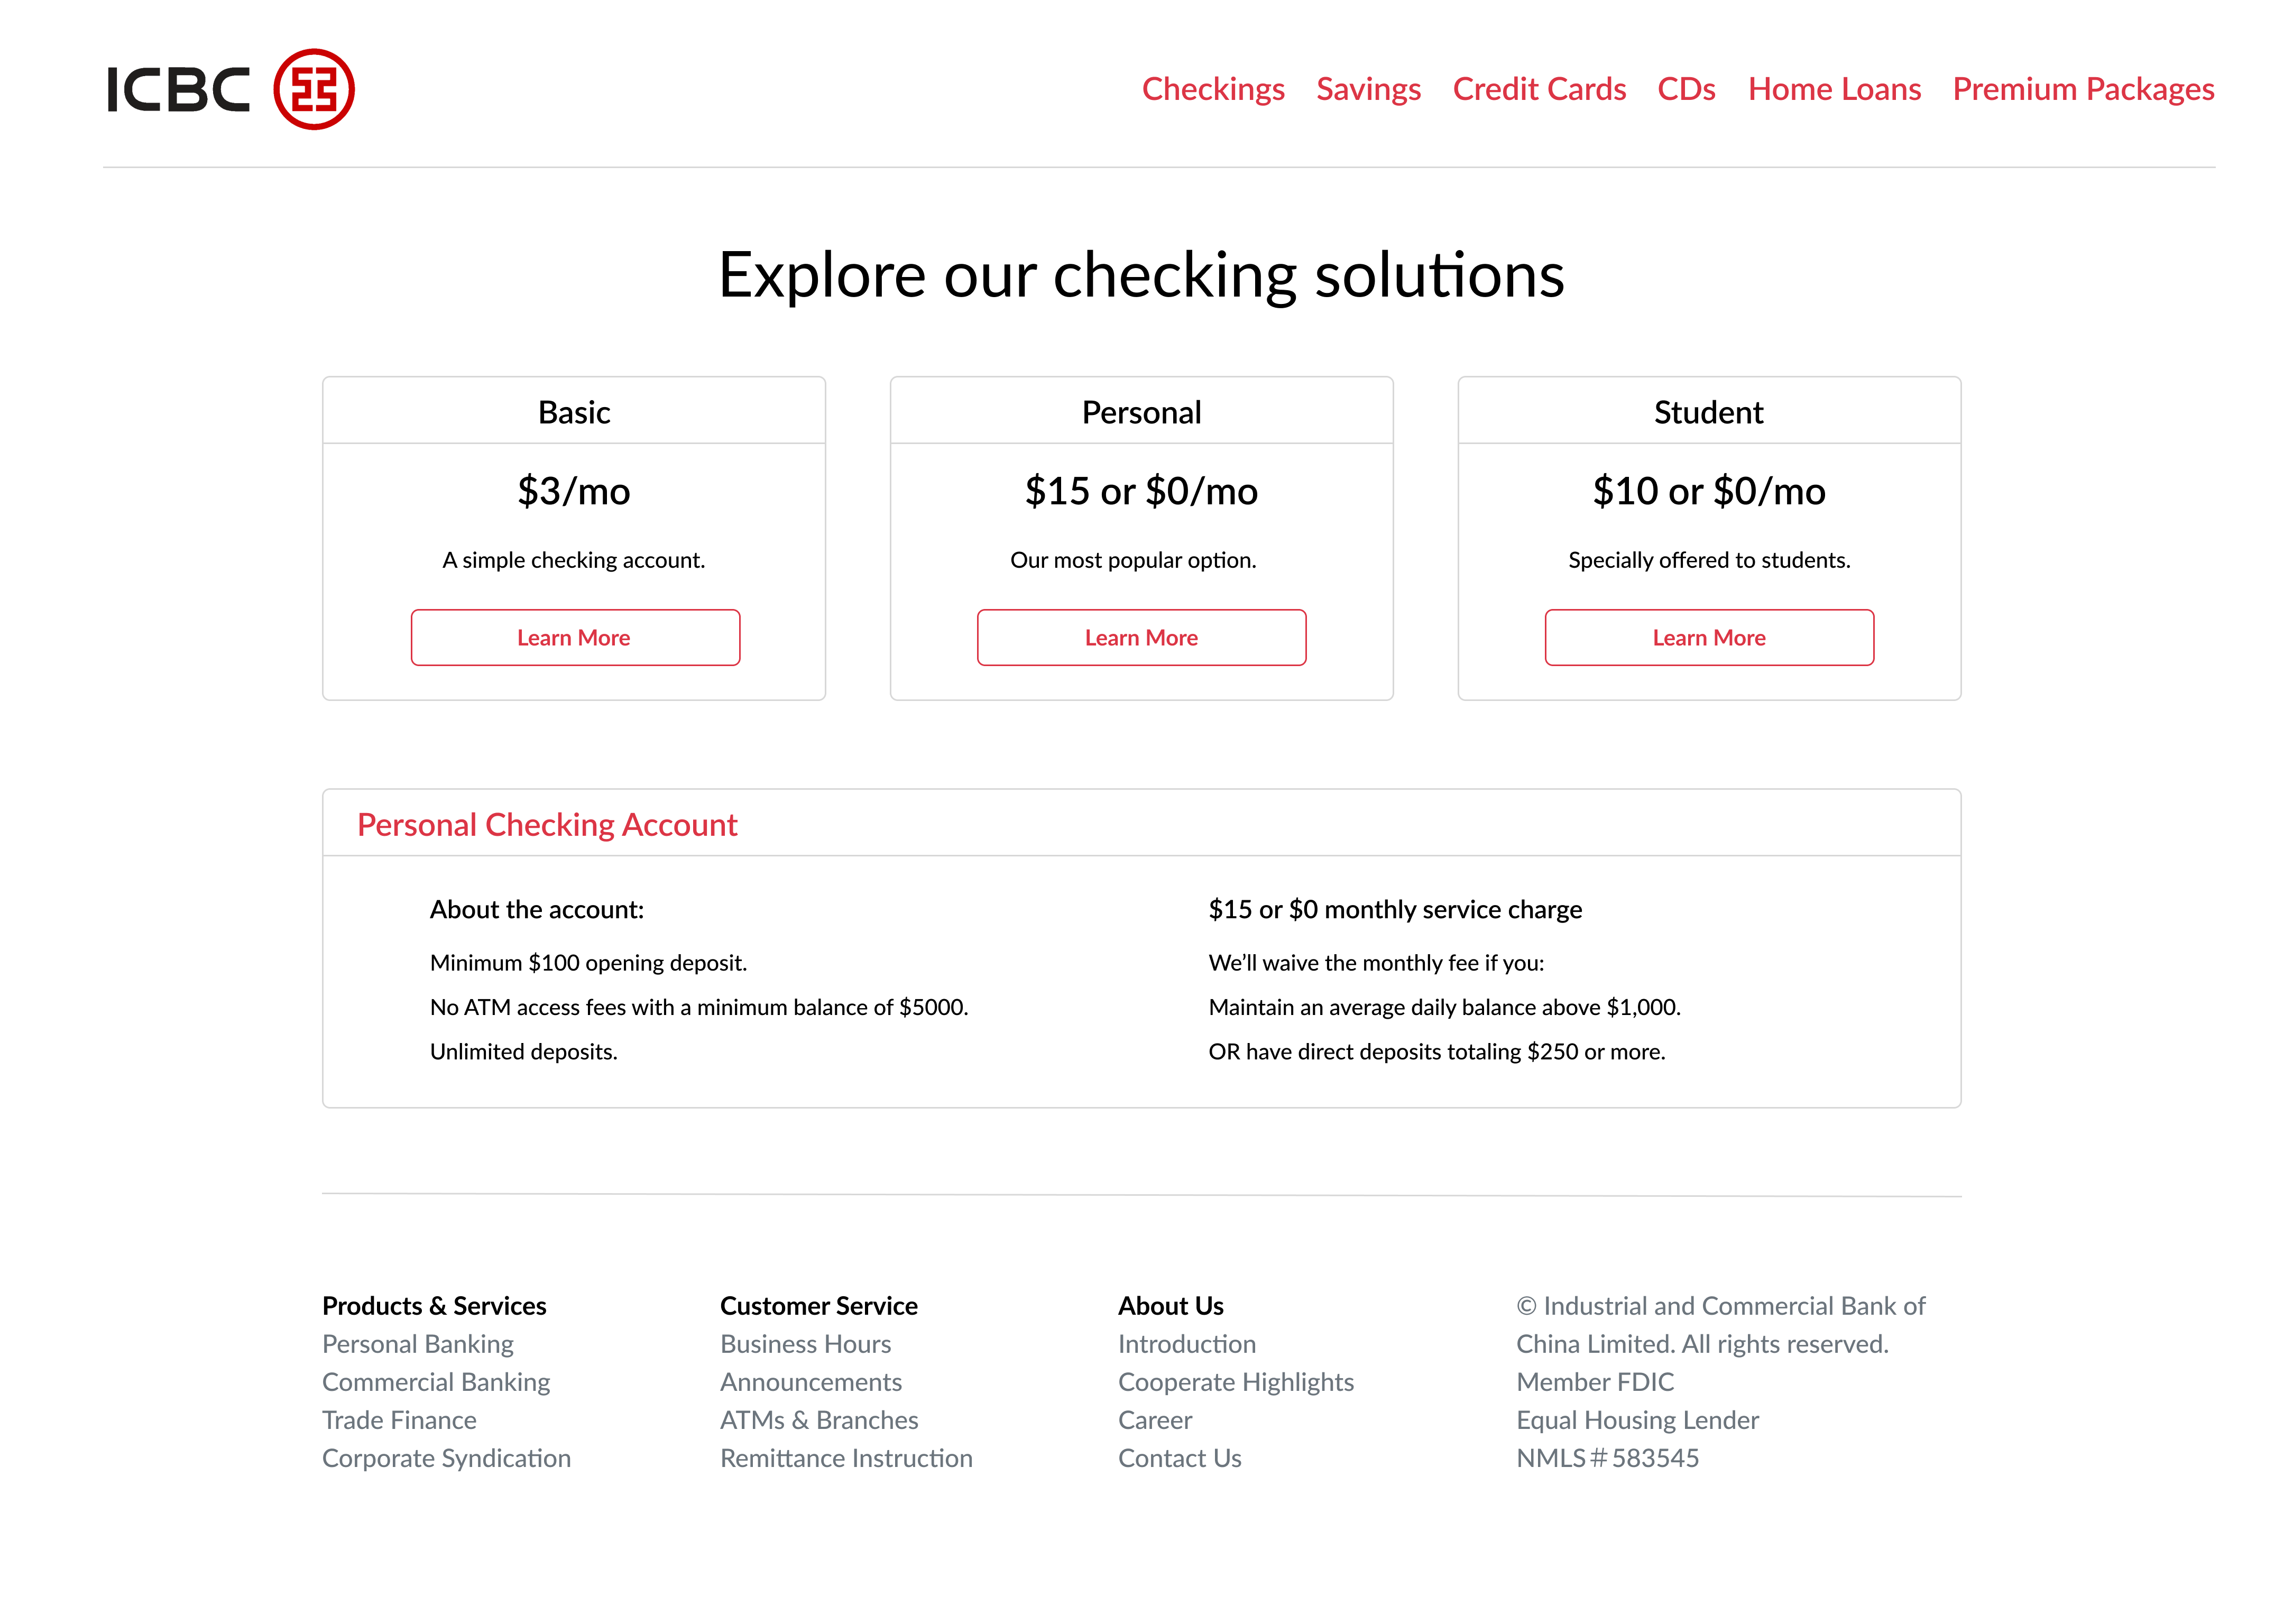 ICBC
Checkings Savings Credit Cards CDs Home Loans Premium Packages
Explore our checking solutions
Basic
$3/mo
A simple checking account.
Learn More
Personal
$15 or $0/mo
Our most popular option.
Learn More
Student
$10 or $0/mo
Specially offered to students.
Learn More
Personal Checking Account
About the account:
Minimum $100 opening deposit.
No ATM access fees with a minimum balance of $5000.
Unlimited deposits.
$15 or $0 monthly service charge
We’ll waive the monthly fee if you:
Maintain an average daily balance above $1,000.
OR have direct deposits totaling $250 or more.
Products & Services
Personal Banking
Commercial Banking
Trade Finance
Corporate Syndication
Customer Service
Business Hours
Announcements
ATMs & Branches
Remittance Instruction
About Us
Introduction
Cooperate Highlights
Career
Contact Us
© Industrial and Commercial Bank of
China Limited. All rights reserved.
Member FDIC
Equal Housing Lender
NMLS#583545